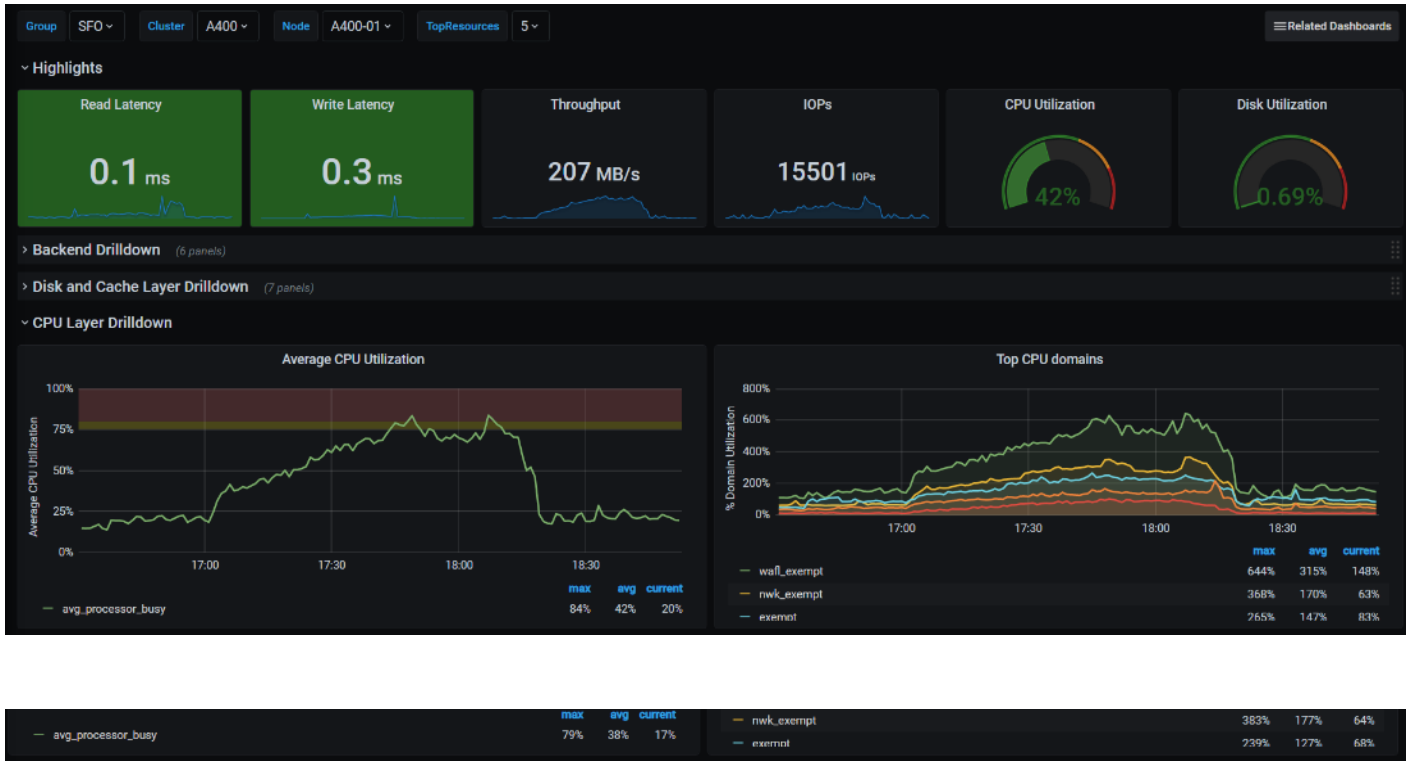 Group SFO Cluster A400 Node A400-01 TopResources 5 Related Dashboards
Highlights
Read Latency Write Latency Throughput IOPs CPU Utilization Disk Utilization
0.1 ms 0.3 ms 207 MB/s 15501 IOPs 42% 0.69%
Backend Drilldown (6 panels)
Disk and Cache Layer Drilldown (7 panels)
CPU Layer Drilldown
Average CPU Utilization
Average CPU Utilization
100%
75%
50%
25%
0%
17:00 17:30 18:00 18:30
max avg current
avg_processor_busy 84% 42% 20%
Top CPU domains
% Domain Utilization
800%
600%
400%
200%
0%
17:00 17:30 18:00 18:30
max avg current
wafl_exempt 644% 315% 148%
nwk_exempt 368% 170% 63%
exempt 265% 147% 83%
max avg current
avg_processor_busy 79% 38% 17%
nwk_exempt 383% 177% 64%
exempt 239% 127% 68%